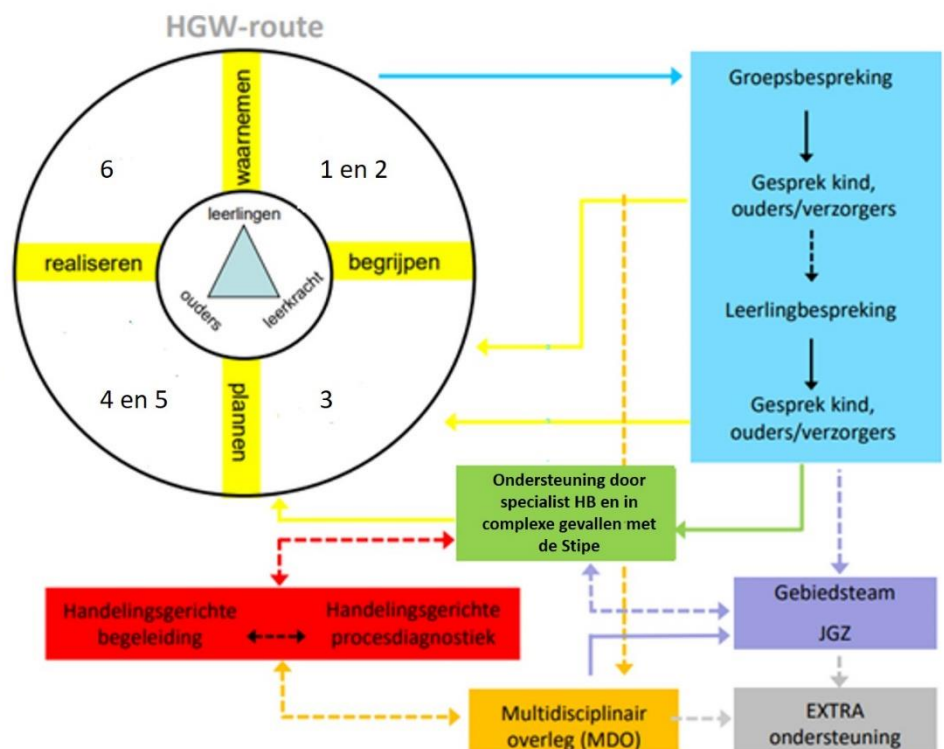 HGW-route
waarnemen
6
1 en 2
leerlingen
realiseren
begrijpen
ouders
leerkracht
4 en 5
3
plannen
Groepsbespreking
Gesprek kind,
ouders/verzorgers
Leerlingbespreking
Gesprek kind,
ouders/verzorgers
Ondersteuning door
specialist HB en in
complexe gevallen met
de Stipe
Handelingsgerichte
begeleiding
Handelingsgerichte
procesdiagnostiek
Gebiedsteam
JGZ
Multidisciplinair
overleg (MDO)
EXTRA
ondersteuning